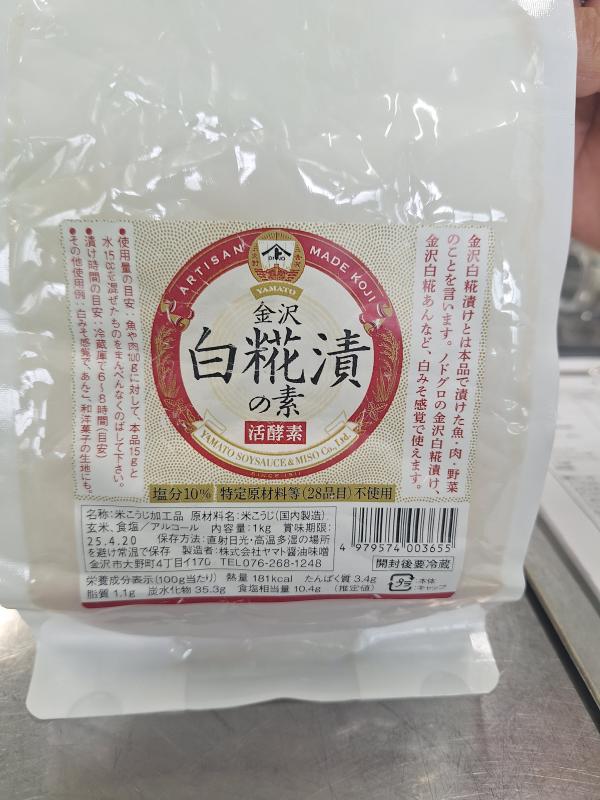 ARTISAN MADE KOJI
YAMATO
金沢
白糀漬
の素
活酵素
YAMATO SOYSAUCE & MISO Co., Ltd.
SINCE 1911
金沢白糀漬けとは本品で漬けた魚・肉・野菜
のことを言います。ノドグロの金沢白糀漬け、
金沢白糀あんなど、白みそ感覚で使えます。
●使用量の目安:魚や肉100gに対して、本品15gと
水15ccを混ぜたものをまんべんなくのばして下さい。
●漬け時間の目安:冷蔵庫で6~8時間(目安)
●その他使用例:白みそ感覚で、あんこ、和洋菓子の生地にも。
塩分10% 特定原材料等(28品目)不使用
名称:米こうじ加工品 原材料名:米こうじ(国内製造)、
玄米、食塩/アルコール 内容量:1kg 賞味期限:
25.4.20 保存方法:直射日光・高温多湿の場所
を避け常温で保存 製造者:株式会社ヤマト醤油味噌
金沢市大野町4丁目イ170 TEL076-268-1248
4 979574 003655
開封後要冷蔵
栄養成分表示(100g当たり) 熱量 181kcal たんぱく質 3.4g
脂質 1.1g 炭水化物 35.3g 食塩相当量 10.4g (推定値)
プラ
:本体
:キャップ